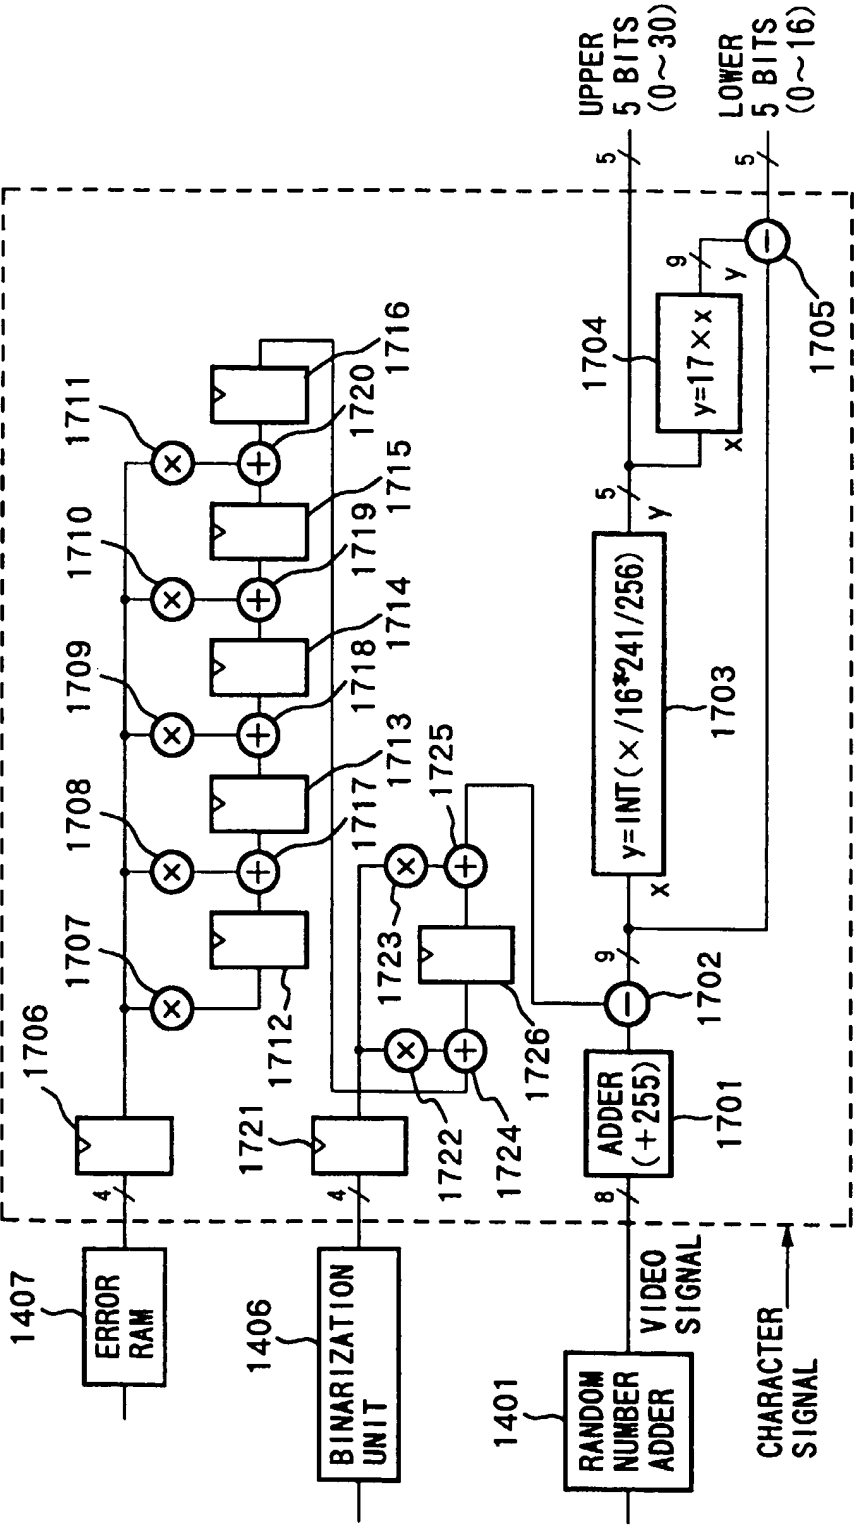 1407
ERROR
RAM
4
1706
1707
1708
1709
1710
1711
×
×
×
×
×
1712
+
1717
1713
+
1718
1714
+
1719
1715
+
1720
1716
1406
BINARIZATION
UNIT
4
1721
1722
×
1723
×
+
1724
1726
+
1725
1401
RANDOM
NUMBER
ADDER
VIDEO
SIGNAL
8
ADDER
(+255)
1701
−
1702
9
x
y=INT(x/16*241/256)
1703
5
y
x
y=17×x
1704
9
y
−
1705
5
UPPER
5 BITS
(0~30)
5
LOWER
5 BITS
(0~16)
CHARACTER
SIGNAL